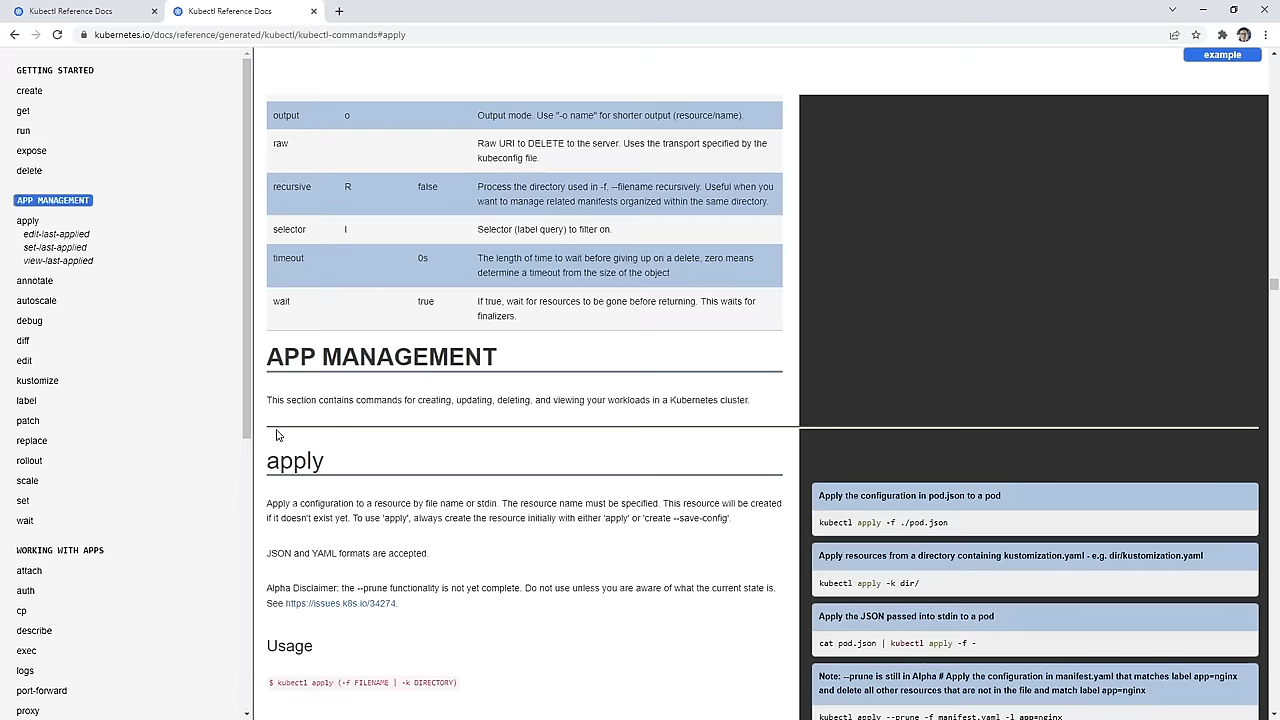 Kubectl Reference Docs
Kubectl Reference Docs
kubernetes.io/docs/reference/generated/kubectl/kubectl-commands#apply
example
GETTING STARTED
create
get
run
expose
delete
APP MANAGEMENT
apply
edit-last-applied
set-last-applied
view-last-applied
annotate
autoscale
debug
diff
edit
kustomize
label
patch
replace
rollout
scale
set
wait
WORKING WITH APPS
attach
auth
cp
describe
exec
logs
port-forward
proxy
output o Output mode. Use "-o name" for shorter output (resource/name).
raw Raw URI to DELETE to the server. Uses the transport specified by the
kubeconfig file.
recursive R false Process the directory used in -f, --filename recursively. Useful when you
want to manage related manifests organized within the same directory.
selector l Selector (label query) to filter on.
timeout 0s The length of time to wait before giving up on a delete, zero means
determine a timeout from the size of the object
wait true If true, wait for resources to be gone before returning. This waits for
finalizers.
APP MANAGEMENT
This section contains commands for creating, updating, deleting, and viewing your workloads in a Kubernetes cluster.
apply
Apply a configuration to a resource by file name or stdin. The resource name must be specified. This resource will be created
if it doesn't exist yet. To use 'apply', always create the resource initially with either 'apply' or 'create --save-config'.
JSON and YAML formats are accepted.
Alpha Disclaimer: the --prune functionality is not yet complete. Do not use unless you are aware of what the current state is.
See https://issues.k8s.io/34274.
Usage
$ kubectl apply (-f FILENAME | -k DIRECTORY)
Apply the configuration in pod.json to a pod
kubectl apply -f ./pod.json
Apply resources from a directory containing kustomization.yaml - e.g. dir/kustomization.yaml
kubectl apply -k dir/
Apply the JSON passed into stdin to a pod
cat pod.json | kubectl apply -f -
Note: --prune is still in Alpha # Apply the configuration in manifest.yaml that matches label app=nginx
and delete all other resources that are not in the file and match label app=nginx
kubectl apply --prune -f manifest.yaml -l app=nginx